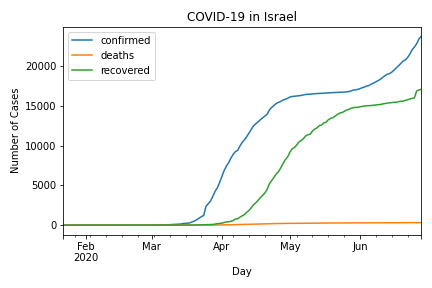 COVID-19 in Israel
confirmed
deaths
recovered
Number of Cases
20000
15000
10000
5000
0
Feb Mar Apr May Jun
2020
Day